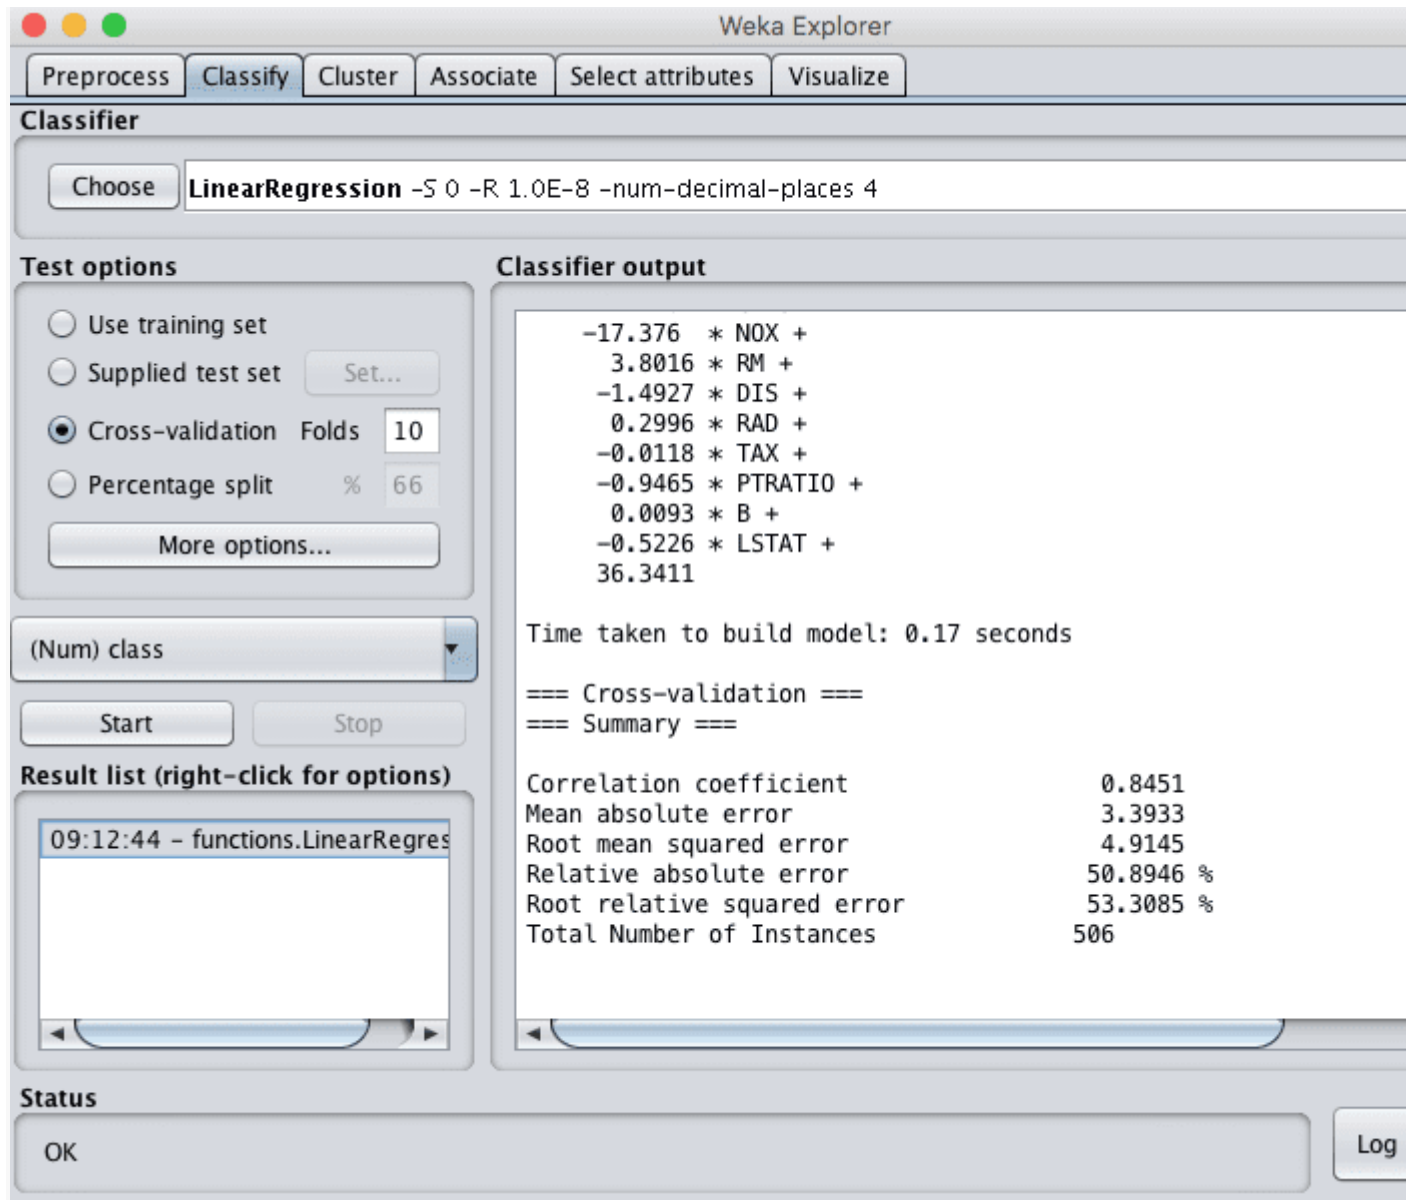 Weka Explorer
Preprocess Classify Cluster Associate Select attributes Visualize
Classifier
Choose LinearRegression -S 0 -R 1.0E-8 -num-decimal-places 4
Test options
Use training set
Supplied test set Set...
Cross-validation Folds 10
Percentage split % 66
More options...
(Num) class
Start Stop
Result list (right-click for options)
09:12:44 - functions.LinearRegres
Classifier output
-17.376 * NOX +
3.8016 * RM +
-1.4927 * DIS +
0.2996 * RAD +
-0.0118 * TAX +
-0.9465 * PTRATIO +
0.0093 * B +
-0.5226 * LSTAT +
36.3411
Time taken to build model: 0.17 seconds
=== Cross-validation ===
=== Summary ===
Correlation coefficient 0.8451
Mean absolute error 3.3933
Root mean squared error 4.9145
Relative absolute error 50.8946 %
Root relative squared error 53.3085 %
Total Number of Instances 506
Status
OK
Log